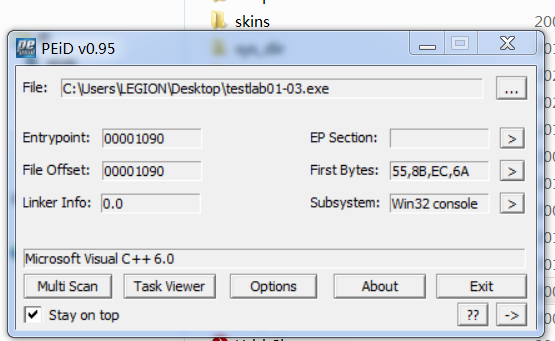 skins
PEiD v0.95
File: C:\Users\LEGION\Desktop\testlab01-03.exe ...
Entrypoint: 00001090 EP Section: >
File Offset: 00001090 First Bytes: 55,8B,EC,6A >
Linker Info: 0.0 Subsystem: Win32 console >
Microsoft Visual C++ 6.0
Multi Scan Task Viewer Options About Exit
Stay on top ?? ->